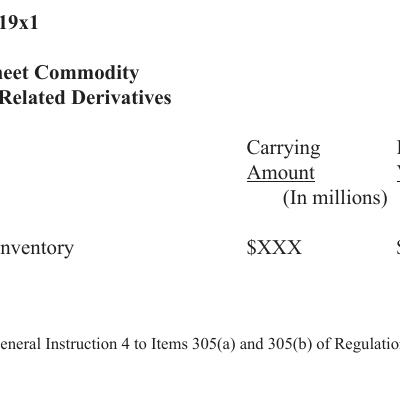 19x1
heet Commodity
Related Derivatives
Carrying
Amount
(In millions)
nventory $XXX
eneral Instruction 4 to Items 305(a) and 305(b) of Regulatio